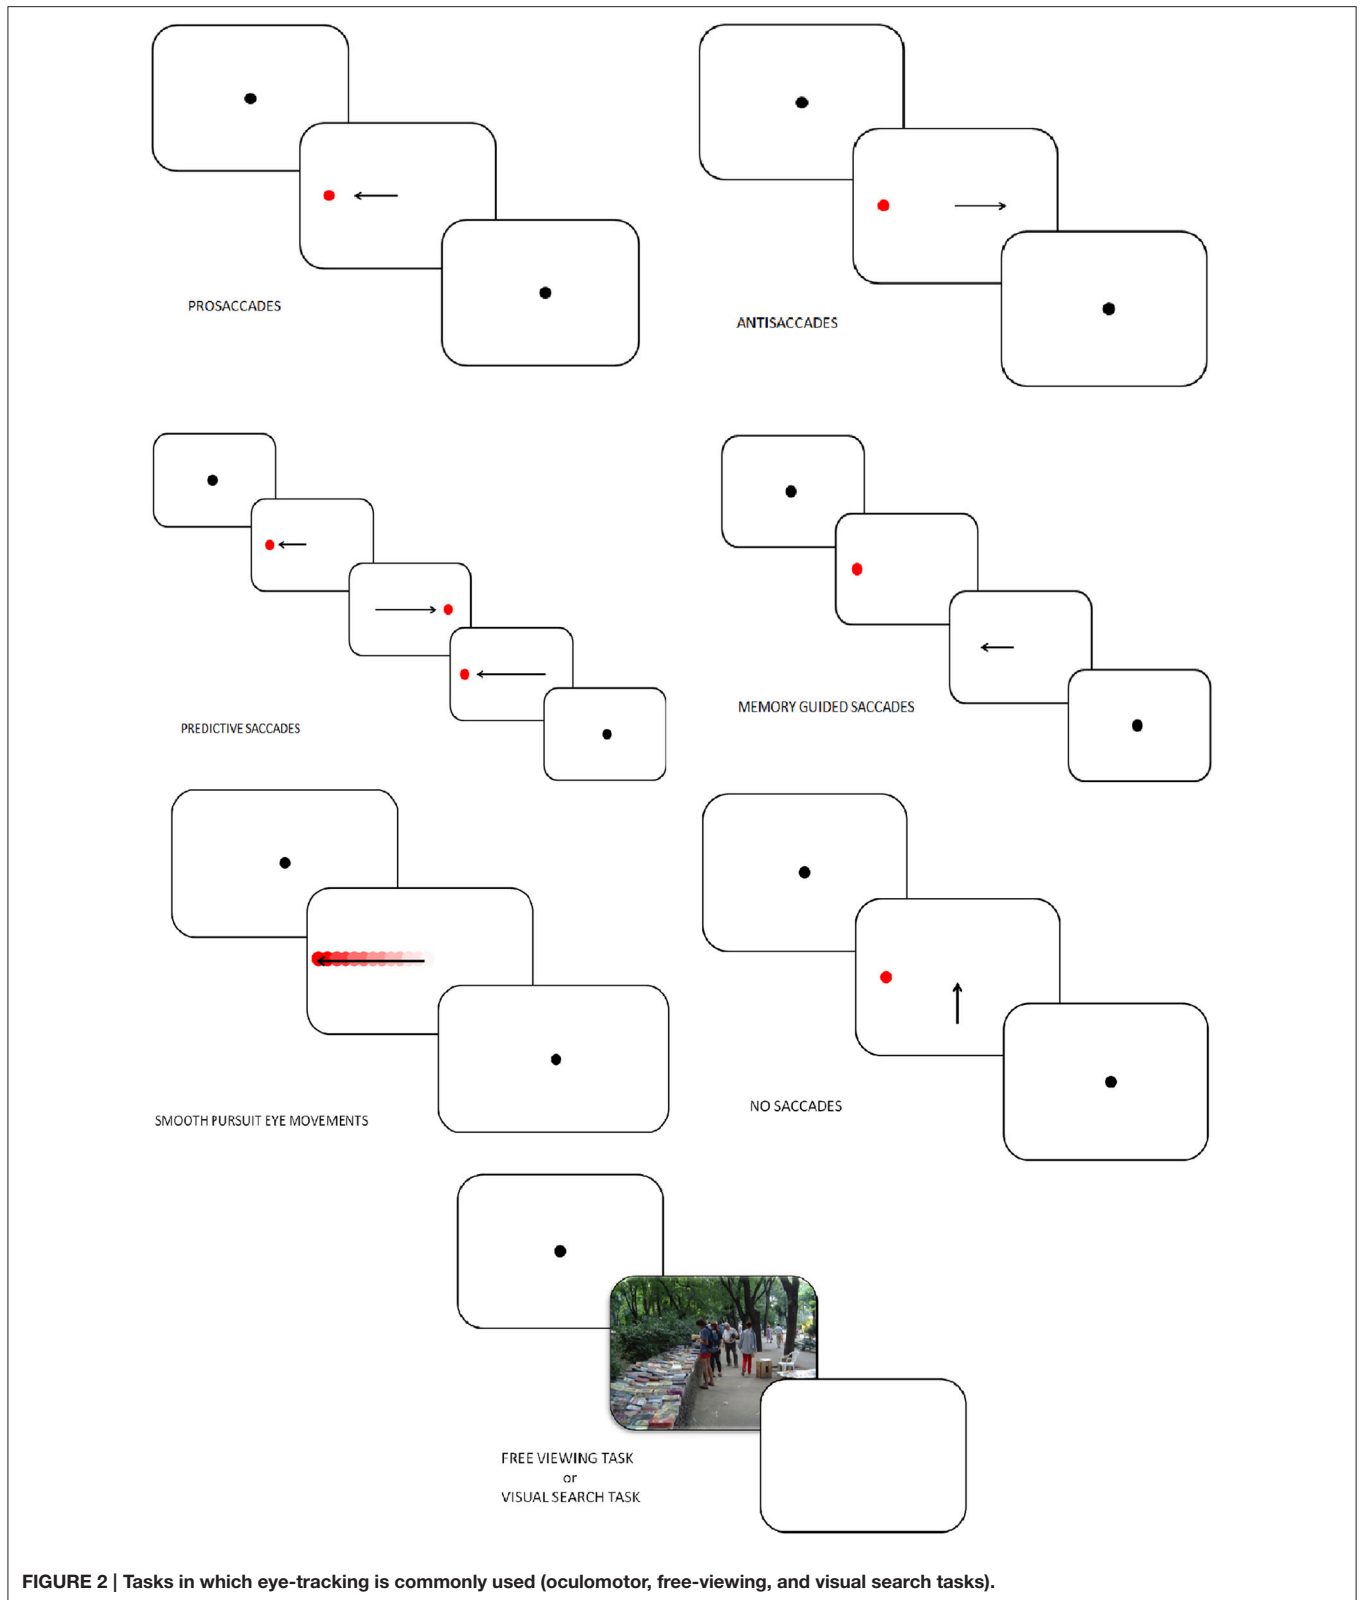 PROSACCADES
ANTISACCADES
PREDICTIVE SACCADES
MEMORY GUIDED SACCADES
SMOOTH PURSUIT EYE MOVEMENTS
NO SACCADES
FREE VIEWING TASK
or
VISUAL SEARCH TASK
FIGURE 2 | Tasks in which eye-tracking is commonly used (oculomotor, free-viewing, and visual search tasks).